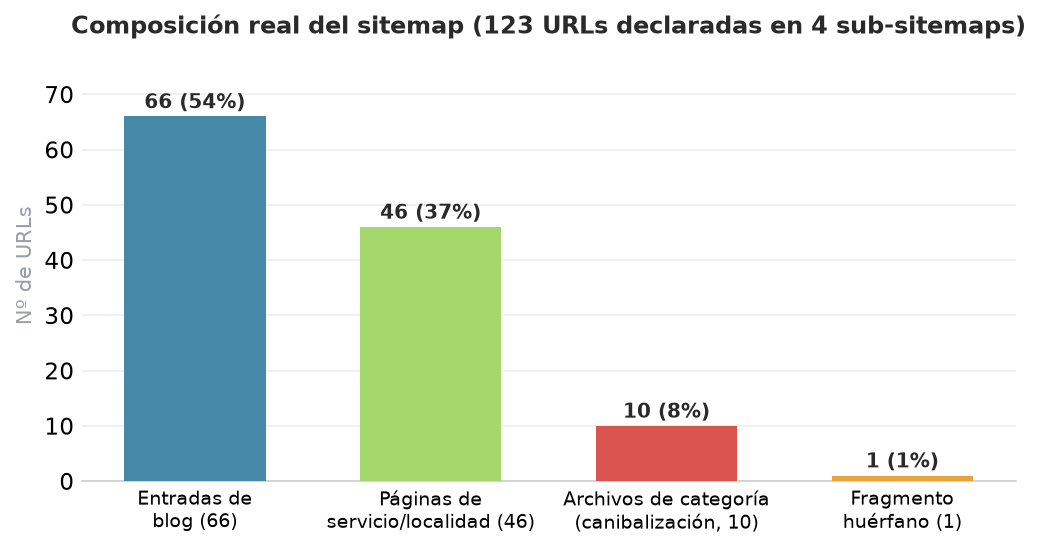 Composición real del sitemap (123 URLs declaradas en 4 sub-sitemaps)
Nº de URLs
70
60
50
40
30
20
10
0
66 (54%)
46 (37%)
10 (8%)
1 (1%)
Entradas de
blog (66)
Páginas de
servicio/localidad (46)
Archivos de categoría
(canibalización, 10)
Fragmento
huérfano (1)